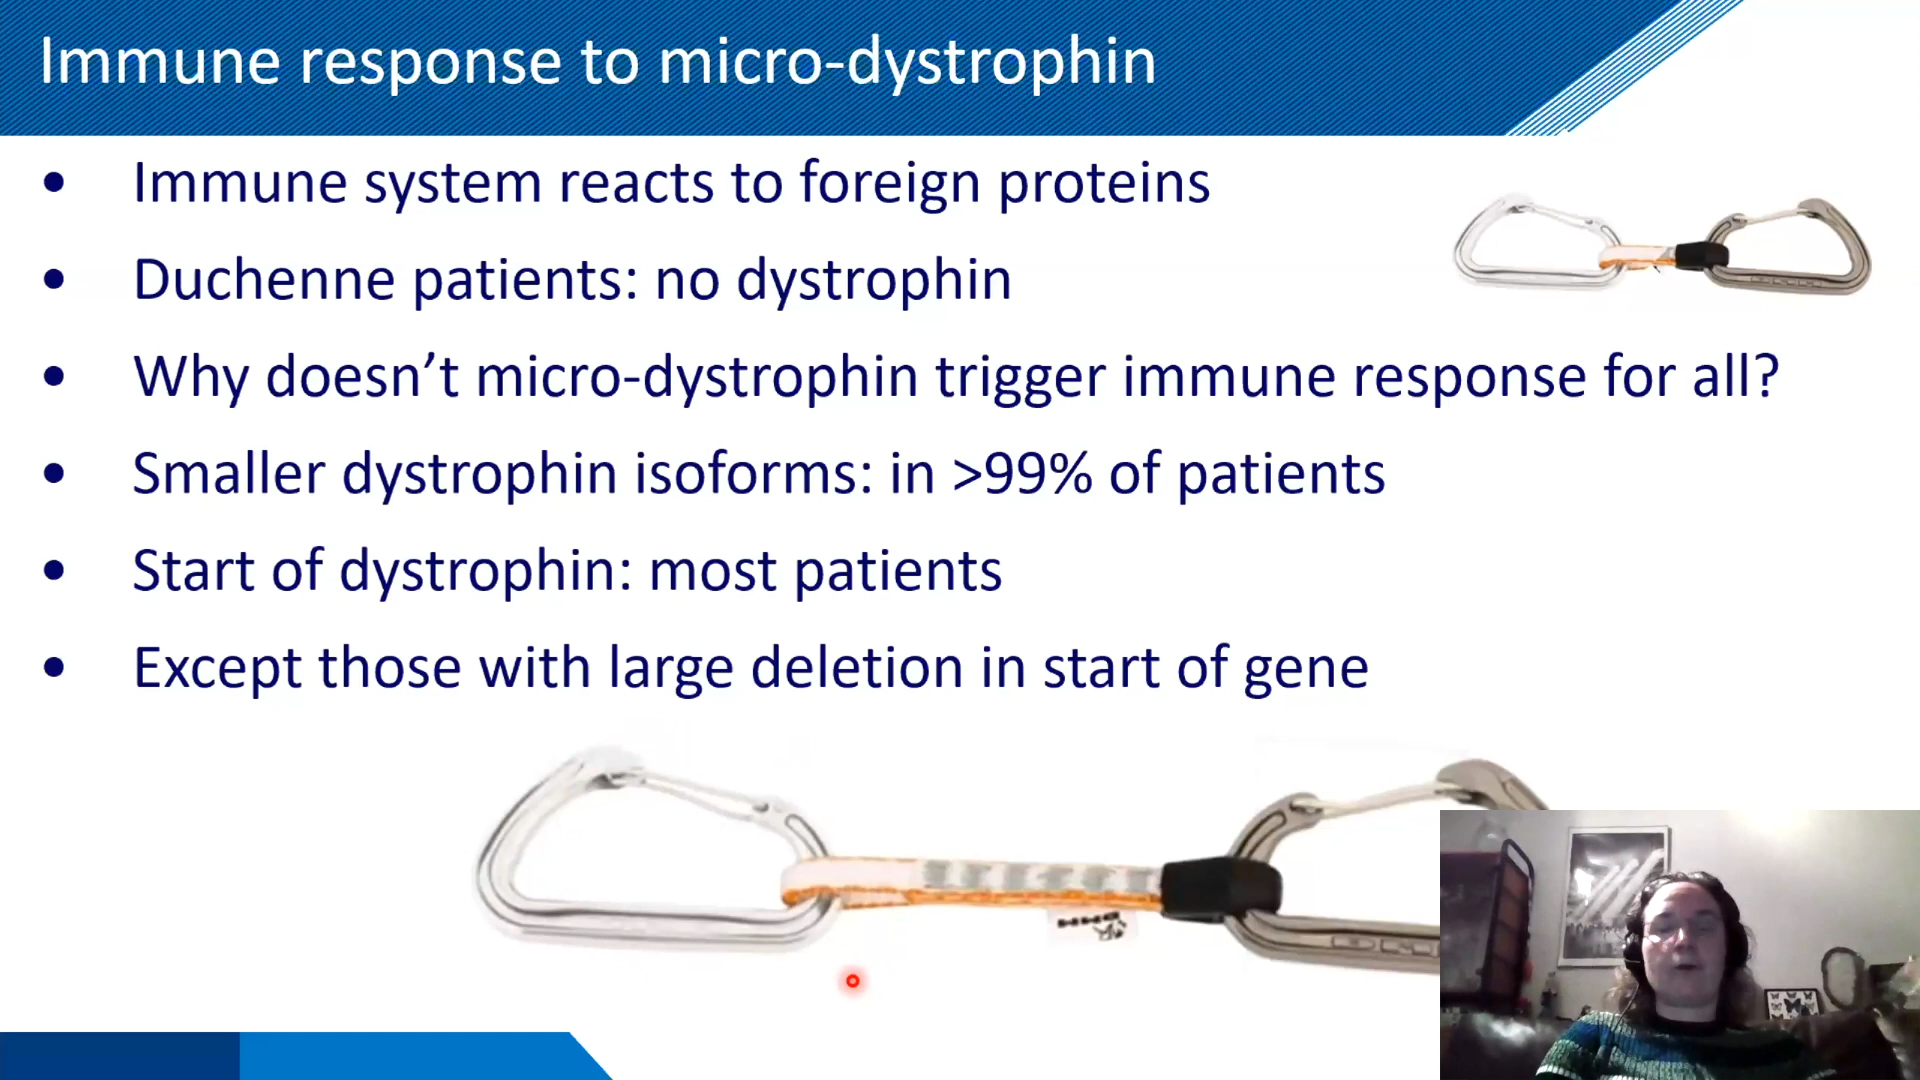 Immune response to micro-dystrophin
• Immune system reacts to foreign proteins
• Duchenne patients: no dystrophin
• Why doesn’t micro-dystrophin trigger immune response for all?
• Smaller dystrophin isoforms: in >99% of patients
• Start of dystrophin: most patients
• Except those with large deletion in start of gene